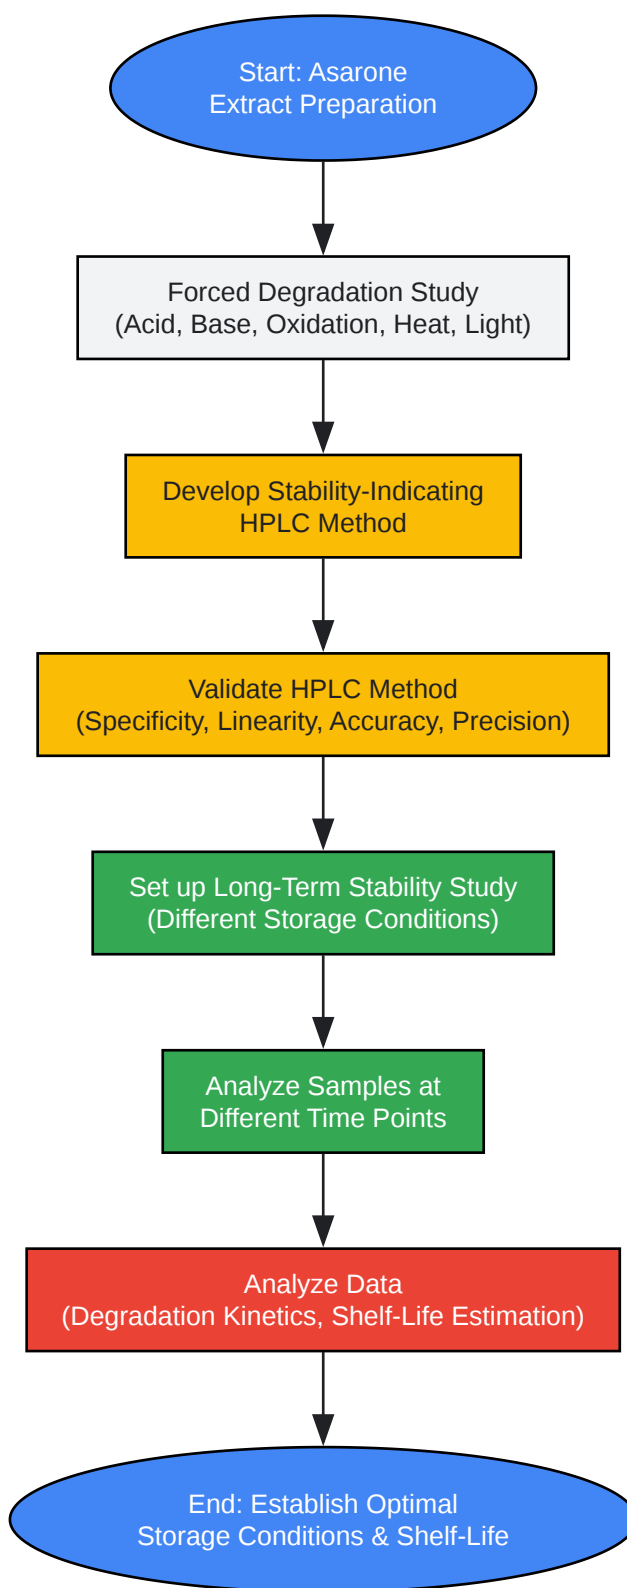 Start: Asarone
Extract Preparation
Forced Degradation Study
(Acid, Base, Oxidation, Heat, Light)
Develop Stability-Indicating
HPLC Method
Validate HPLC Method
(Specificity, Linearity, Accuracy, Precision)
Set up Long-Term Stability Study
(Different Storage Conditions)
Analyze Samples at
Different Time Points
Analyze Data
(Degradation Kinetics, Shelf-Life Estimation)
End: Establish Optimal
Storage Conditions & Shelf-Life